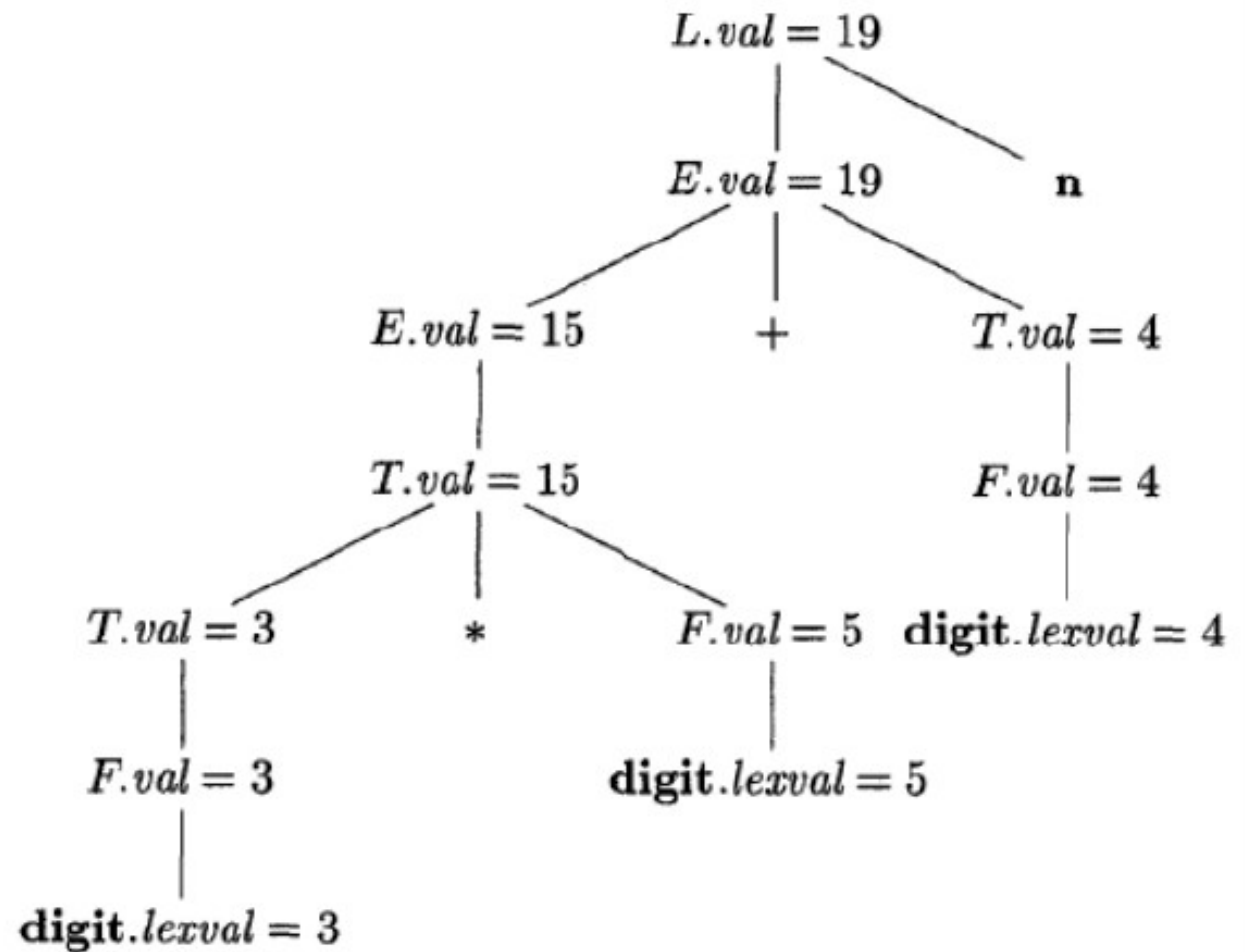 L.val = 19
E.val = 19 n
E.val = 15 + T.val = 4
T.val = 15 F.val = 4
T.val = 3 * F.val = 5 digit.lexval = 4
F.val = 3 digit.lexval = 5
digit.lexval = 3